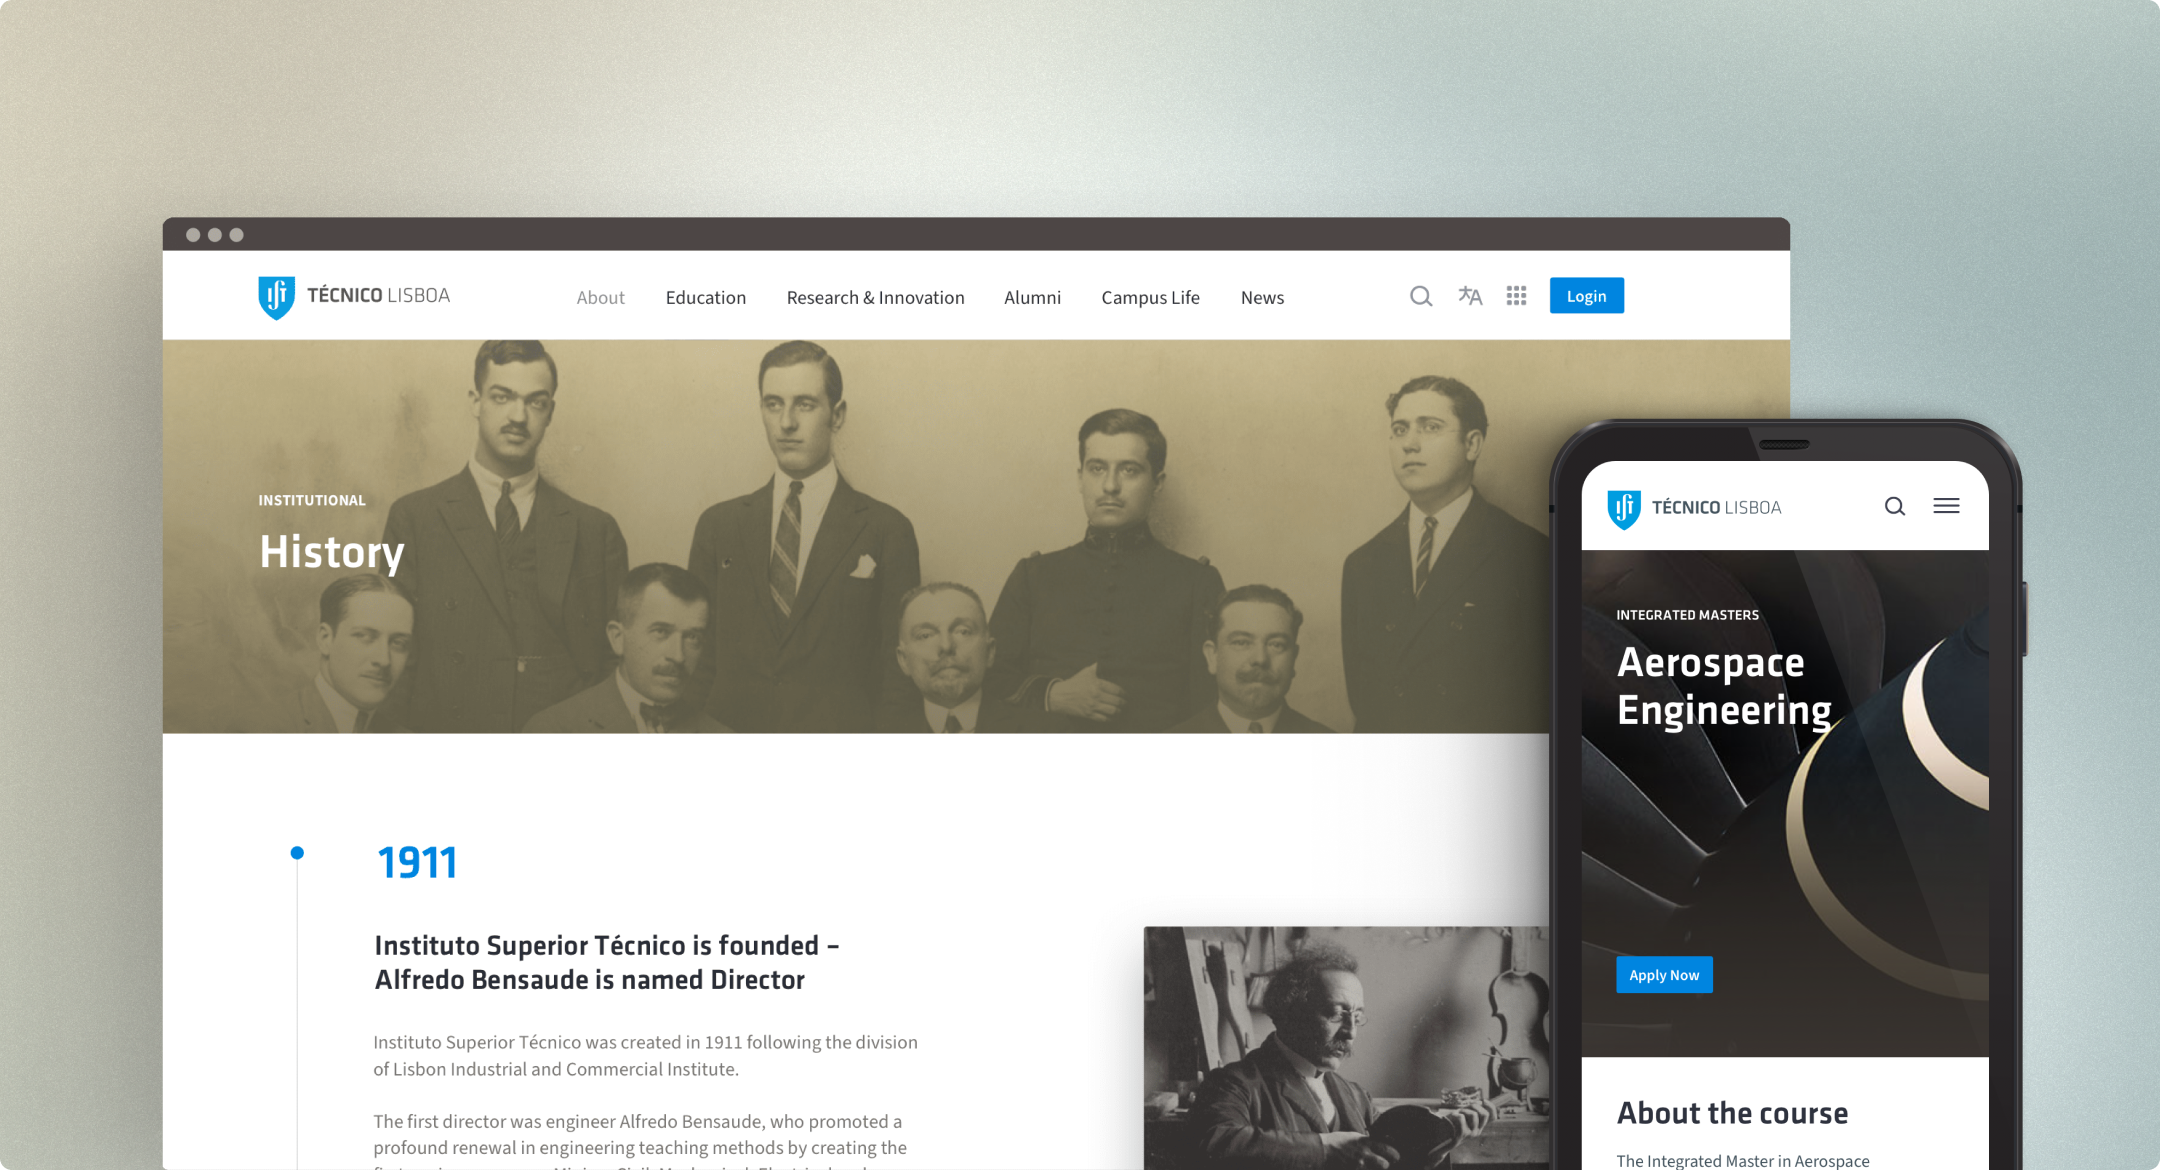 TÉCNICO LISBOA
About Education Research & Innovation Alumni Campus Life News
Login
INSTITUTIONAL
History
1911
Instituto Superior Técnico is founded –
Alfredo Bensaude is named Director
Instituto Superior Técnico was created in 1911 following the division
of Lisbon Industrial and Commercial Institute.
The first director was engineer Alfredo Bensaude, who promoted a
profound renewal in engineering teaching methods by creating the
TÉCNICO LISBOA
INTEGRATED MASTERS
Aerospace
Engineering
Apply Now
About the course
The Integrated Master in Aerospace